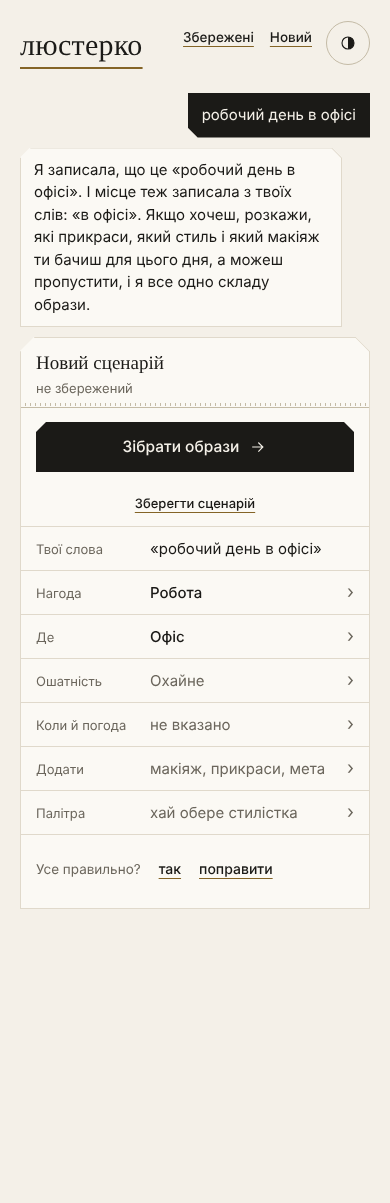 люстерко
Збережені Новий
робочий день в офісі
Я записала, що це «робочий день в
офісі». І місце теж записала з твоїх
слів: «в офісі». Якщо хочеш, розкажи,
які прикраси, який стиль і який макіяж
ти бачиш для цього дня, а можеш
пропустити, і я все одно складу
образи.
Новий сценарій
не збережений
Зібрати образи →
Зберегти сценарій
Твої слова «робочий день в офісі»
Нагода Робота
Де Офіс
Ошатність Охайне
Коли й погода не вказано
Додати макіяж, прикраси, мета
Палітра хай обере стилістка
Усе правильно? так поправити